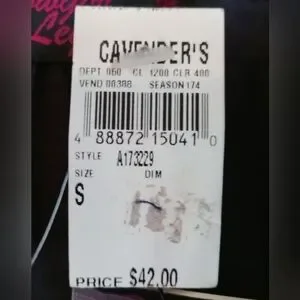 CAVENDER'S
DEPT 050 CL 1200 CLR 400
VEND 00388 SEASON 174
4 88872 15041 0
STYLE A173229
SIZE DIM
S
PRICE $42.00